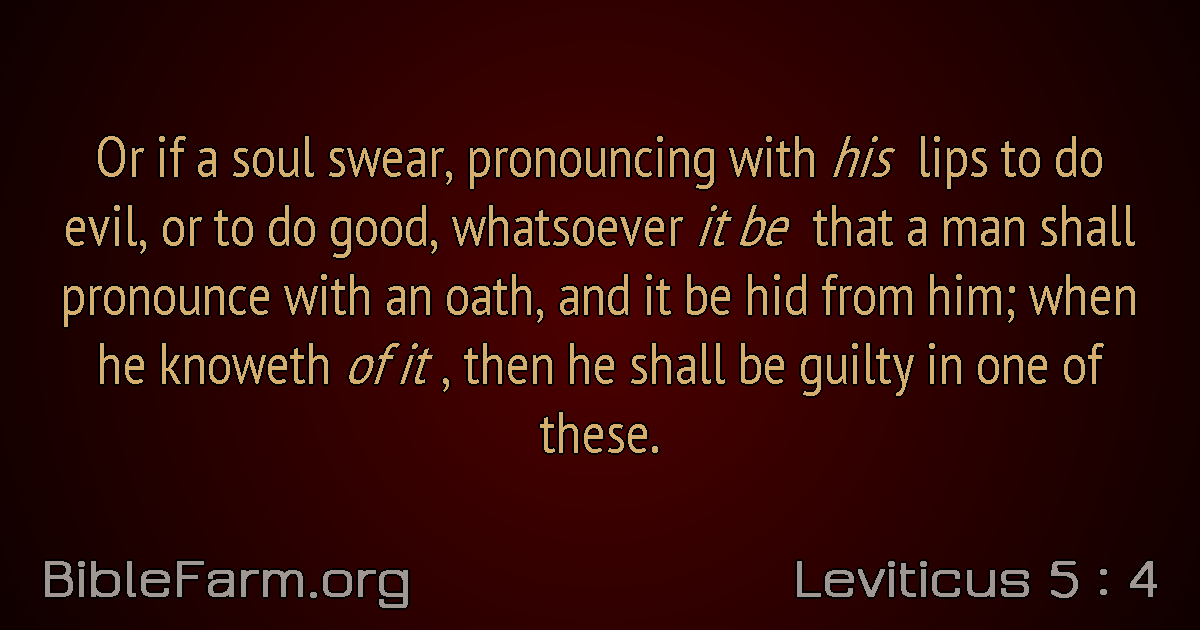 Or if a soul swear, pronouncing with his lips to do
evil, or to do good, whatsoever it be that a man shall
pronounce with an oath, and it be hid from him; when
he knoweth of it , then he shall be guilty in one of
these.
BibleFarm.org
Leviticus 5 : 4